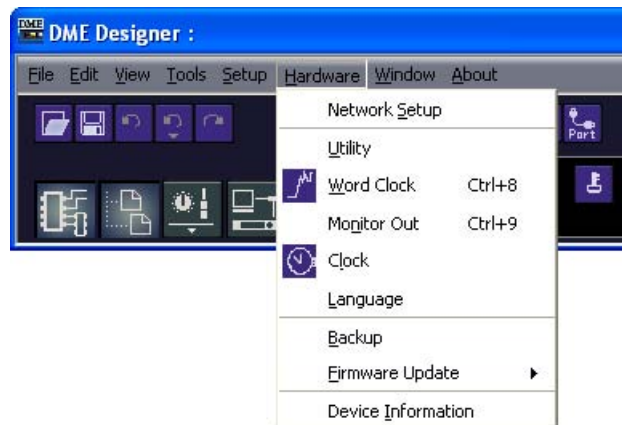 DME DME Designer :
File Edit View Tools Setup Hardware Window About
Network Setup
Port
Utility
Word Clock Ctrl+8
Monitor Out Ctrl+9
Clock
Language
Backup
Firmware Update
Device Information